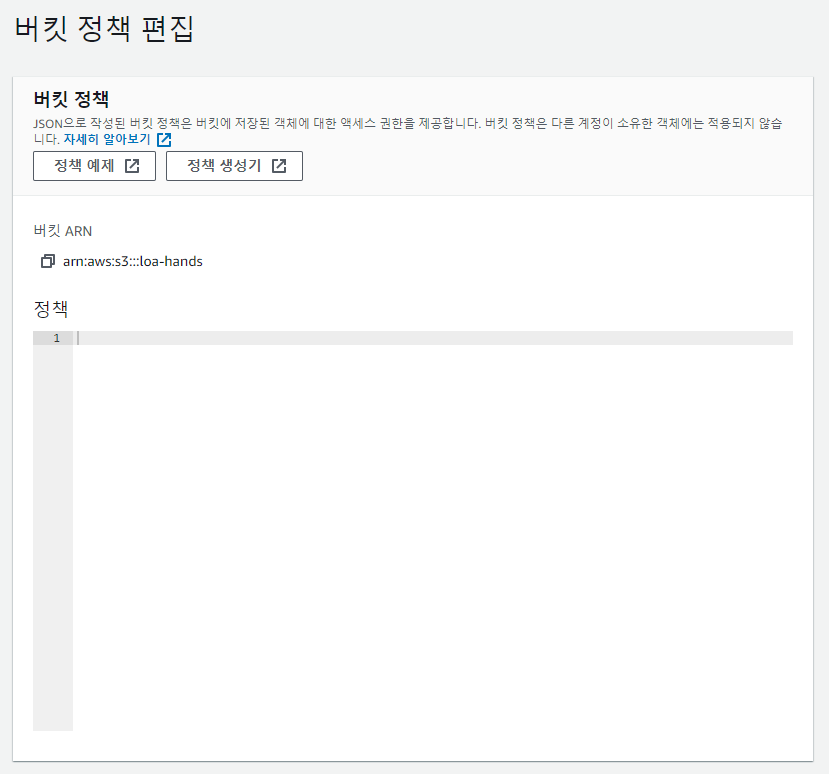 버킷 정책 편집
버킷 정책
JSON으로 작성된 버킷 정책은 버킷에 저장된 객체에 대한 액세스 권한을 제공합니다. 버킷 정책은 다른 계정이 소유한 객체에는 적용되지 않습
니다. 자세히 알아보기
정책 예제 정책 생성기
버킷 ARN
arn:aws:s3:::loa-hands
정책
1